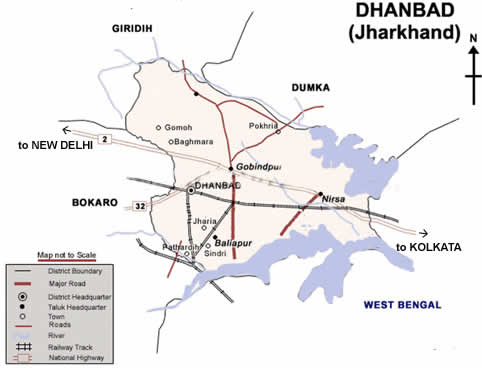 DHANBAD
(Jharkhand)
N
GIRIDIH
DUMKA
Gomoh
Pokhria
Baghmara
2
to NEW DELHI
Gobindpur
DHANBAD
Nirsa
BOKARO
32
Jharia
Baliapur
to KOLKATA
Pathardih
Sindri
Map not to Scale
WEST BENGAL
District Boundary
Major Road
District Headquarter
Taluk Headquarter
Town
Roads
River
Railway Track
National Highway